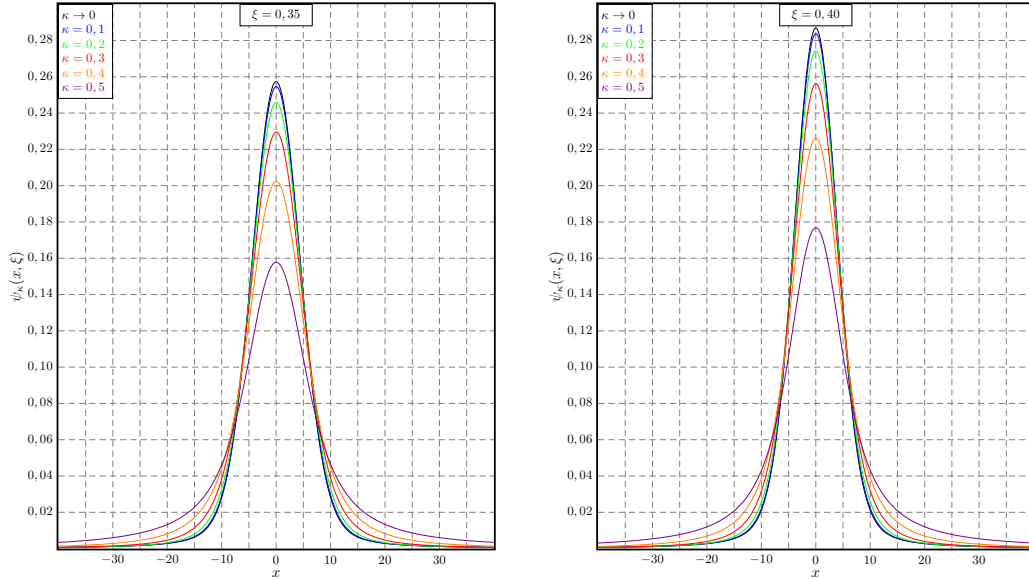 κ → 0
κ = 0, 1
κ = 0, 2
κ = 0, 3
κ = 0, 4
κ = 0, 5
ξ = 0, 35
0, 28
0, 26
0, 24
0, 22
0, 20
0, 18
0, 16
0, 14
0, 12
0, 10
0, 08
0, 06
0, 04
0, 02
ψκ(x, ξ)
−30 −20 −10 0 10 20 30
x
κ → 0
κ = 0, 1
κ = 0, 2
κ = 0, 3
κ = 0, 4
κ = 0, 5
ξ = 0, 40
0, 28
0, 26
0, 24
0, 22
0, 20
0, 18
0, 16
0, 14
0, 12
0, 10
0, 08
0, 06
0, 04
0, 02
ψκ(x, ξ)
−30 −20 −10 0 10 20 30
x